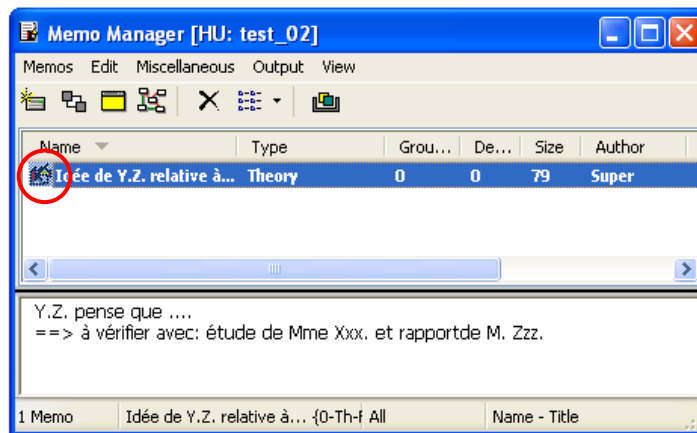 Memo Manager [HU: test_02]
Memos Edit Miscellaneous Output View
Name Type Grou... De... Size Author
Idée de Y.Z. relative à... Theory 0 0 79 Super
Y.Z. pense que ....
==> à vérifier avec: étude de Mme Xxx. et rapportde M. Zzz.
1 Memo Idée de Y.Z. relative à... {0-Th-F All Name - Title